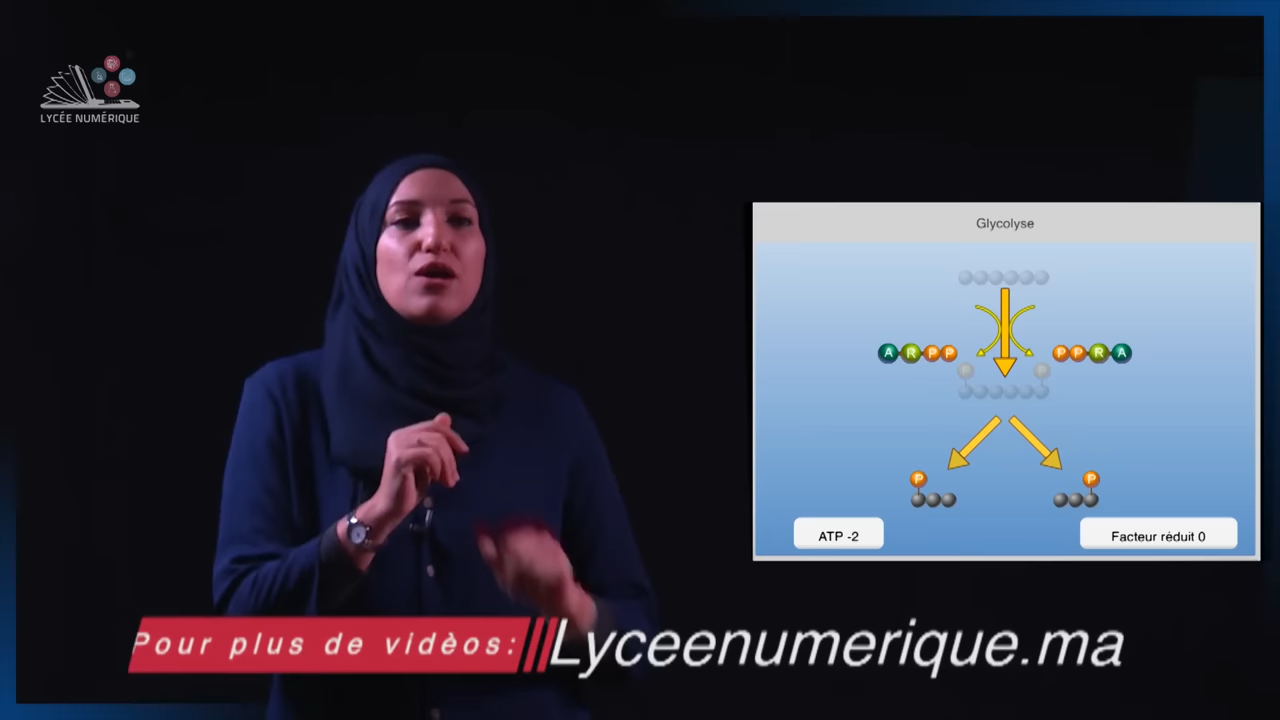 LYCÉE NUMÉRIQUE
Glycolyse
A R P P
P P R A
P P
P P
ATP -2
Facteur réduit 0
Pour plus de vidèos:
Lyceenumerique.ma